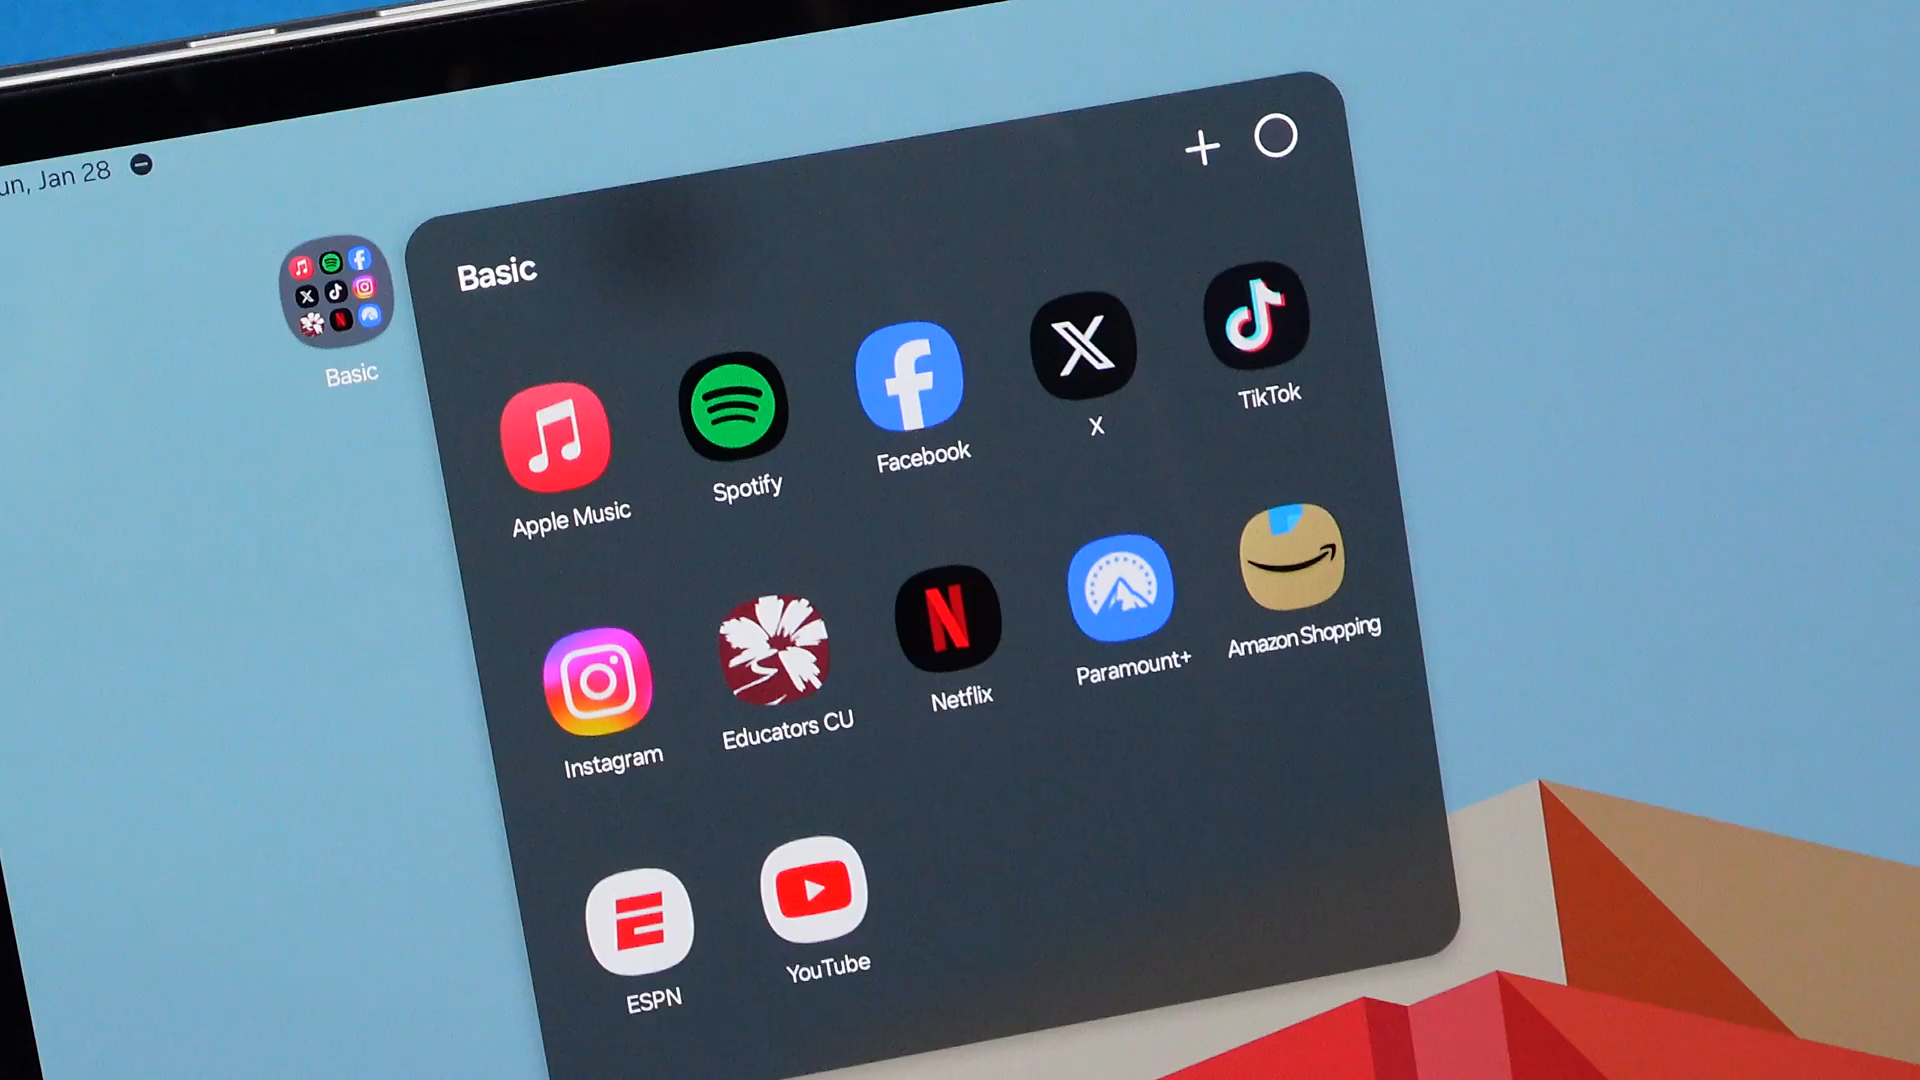 un, Jan 28
Basic
Basic
Apple Music
Spotify
Facebook
X
TikTok
Instagram
Educators CU
Netflix
Paramount+
Amazon Shopping
ESPN
YouTube